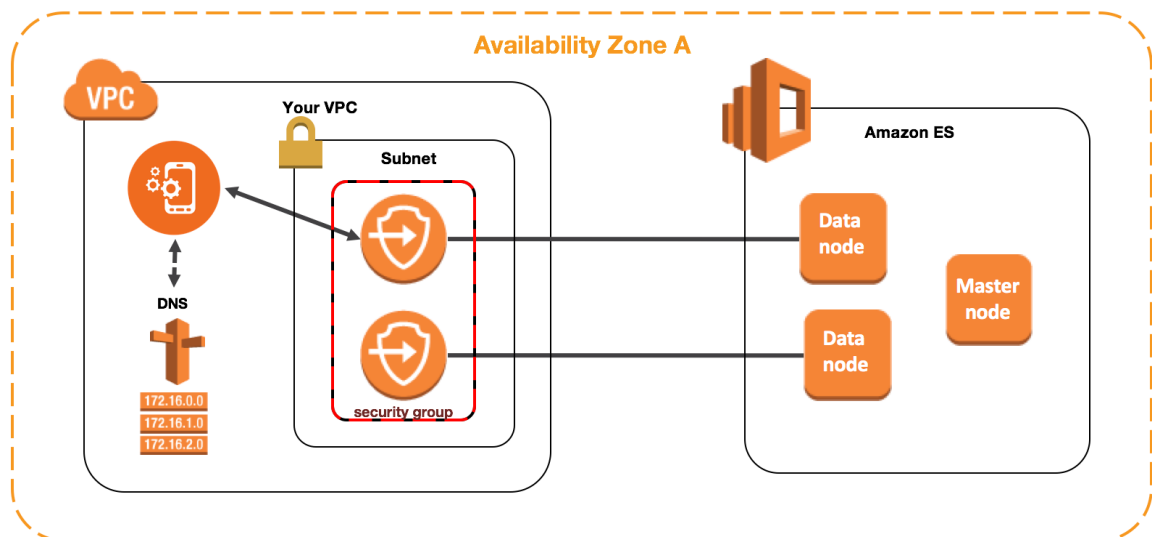 Availability Zone A
VPC
Your VPC
Subnet
security group
DNS
172.16.0.0
172.16.1.0
172.16.2.0
Amazon ES
Data
node
Data
node
Master
node